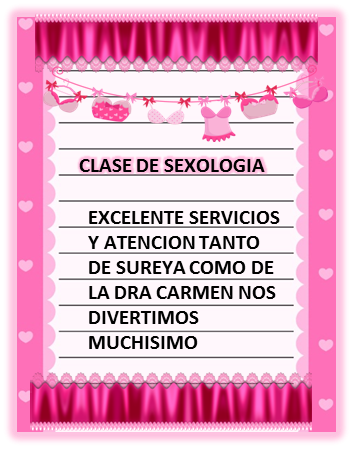 CLASE DE SEXOLOGIA
EXCELENTE SERVICIOS
Y ATENCION TANTO
DE SUREYA COMO DE
LA DRA CARMEN NOS
DIVERTIMOS
MUCHISIMO